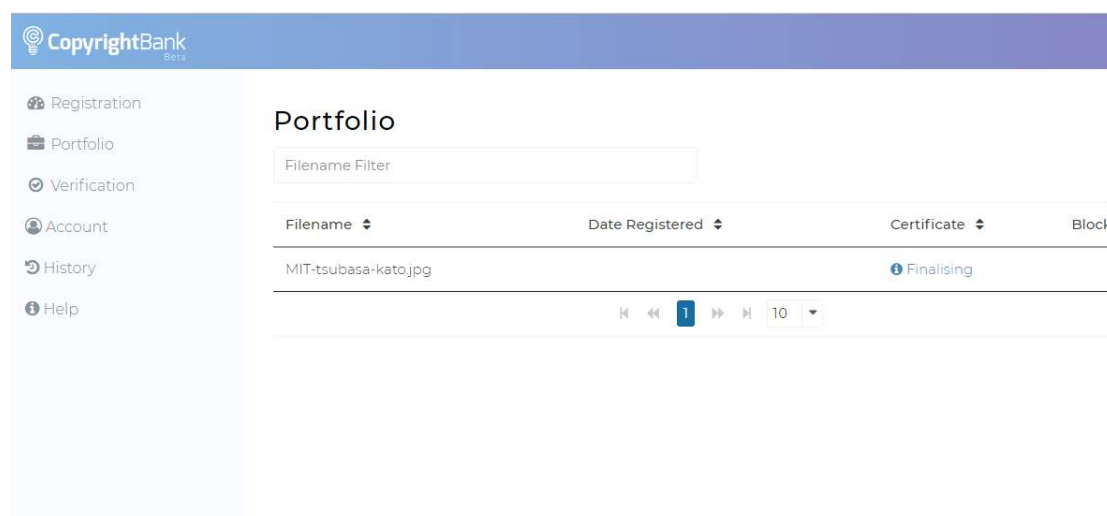 CopyrightBank
Beta
Registration
Portfolio
Verification
Account
History
Help
Portfolio
Filename Filter
Filename Date Registered Certificate Block
MIT-tsubasa-kato.jpg Finalising
1 10